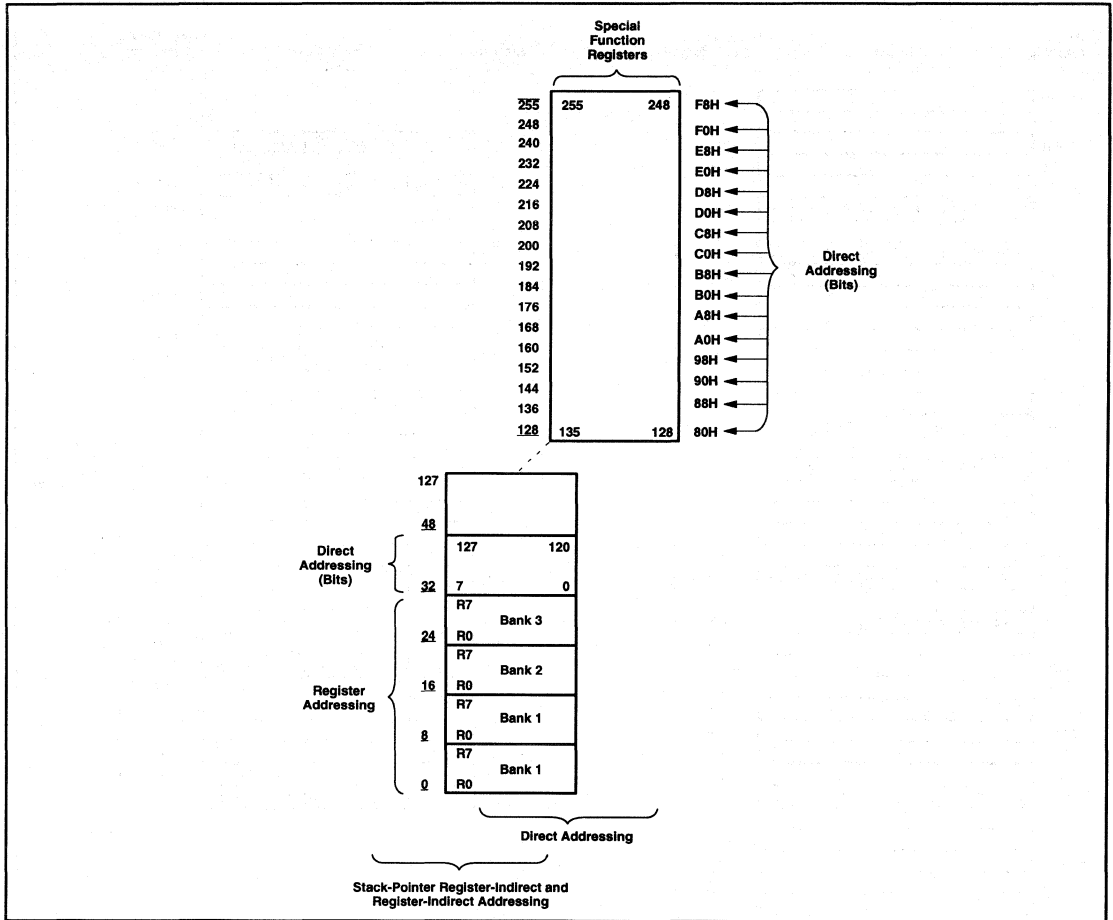 Special
Function
Registers
255 255 248 F8H
248 F0H
240 E8H
232 E0H
224 D8H
216 D0H
208 C8H
200 C0H
192 B8H
184 B0H
176 A8H
168 A0H
160 98H
152 90H
144 88H
136
128 135 128 80H
Direct
Addressing
(Bits)
127
48
127 120
Direct
Addressing
(Bits)
32 7 0
R7
Bank 3
24 R0
R7
Bank 2
16 R0
Register
Addressing
R7
Bank 1
8 R0
R7
Bank 1
0 R0
Direct Addressing
Stack-Pointer Register-Indirect and
Register-Indirect Addressing